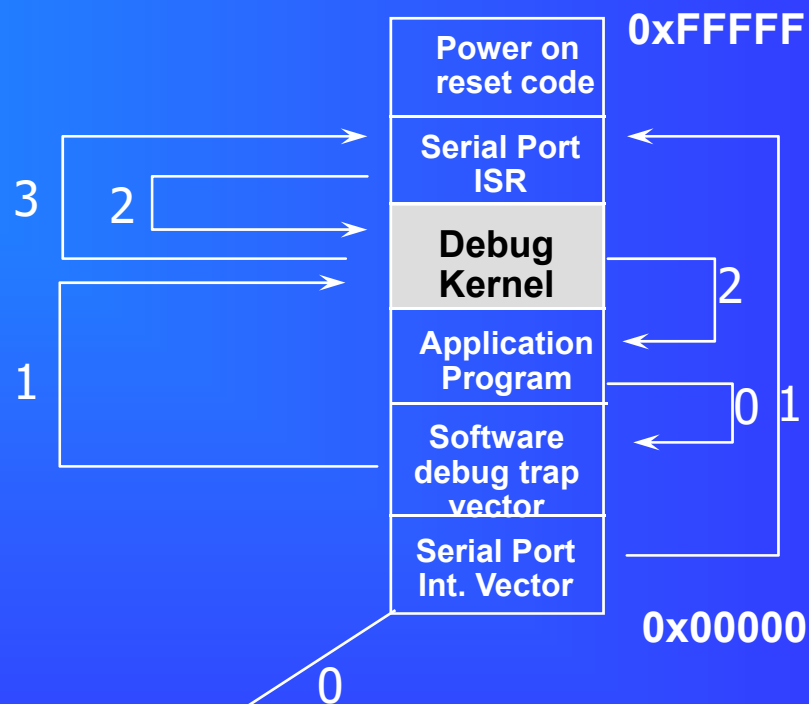 0xFFFFF
Power on
reset code
Serial Port
ISR
3
2
Debug
Kernel
2
Application
Program
1
0
1
Software
debug trap
vector
Serial Port
Int. Vector
0x00000
0